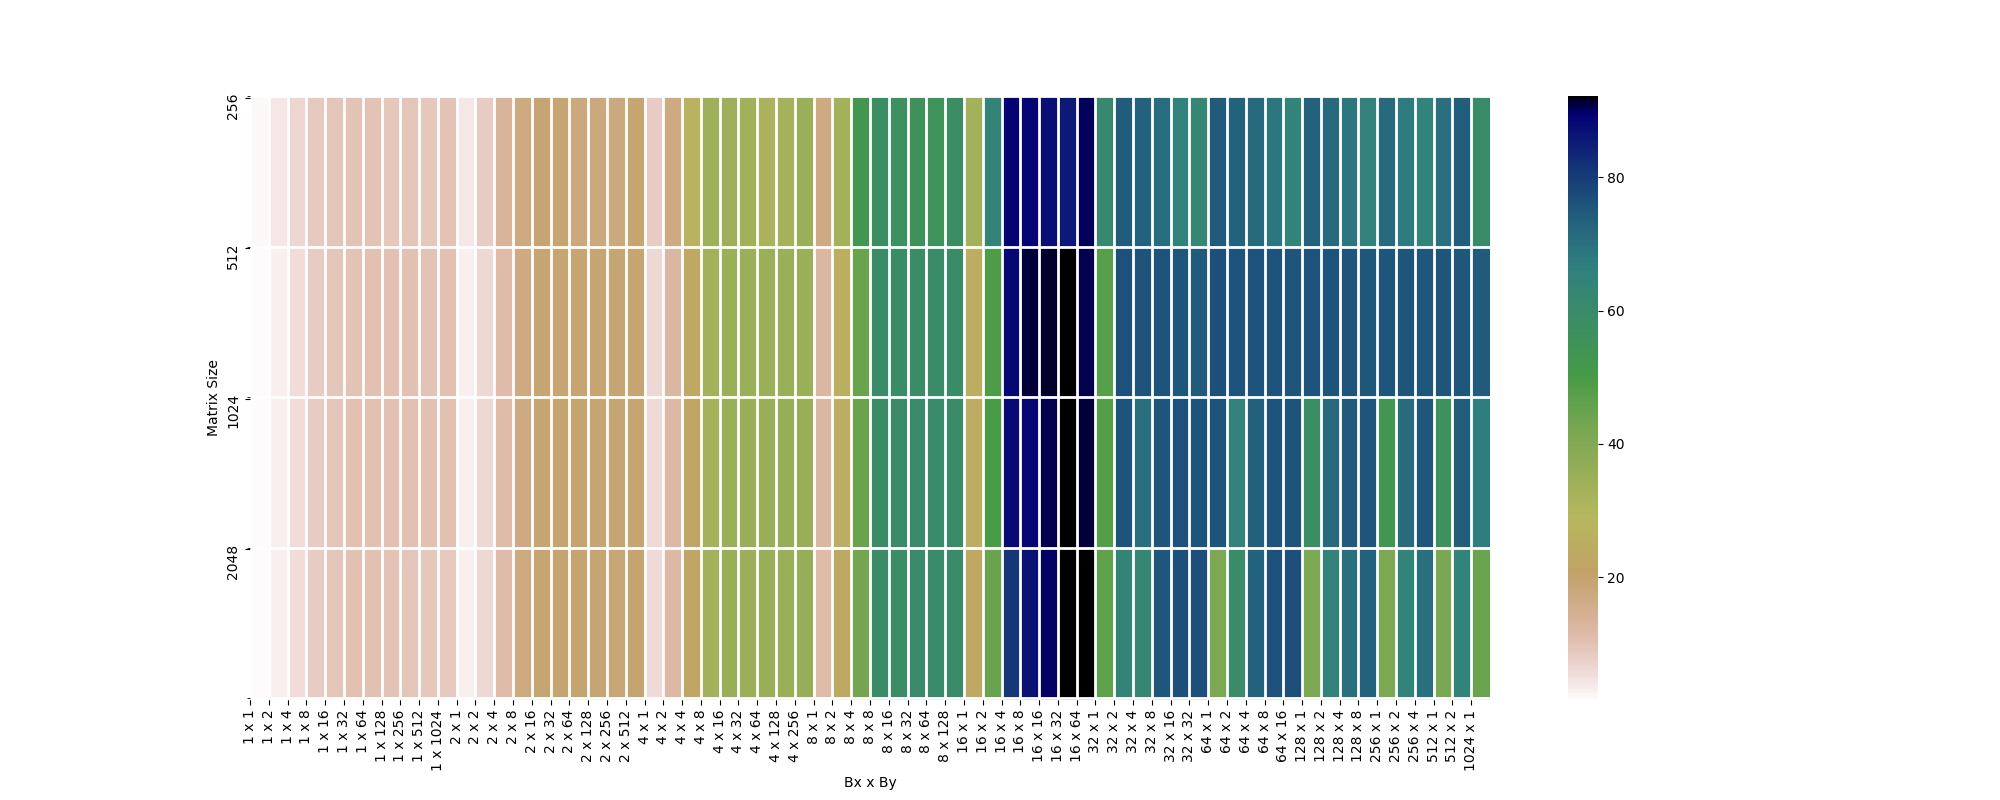 256
512
1024
2048
Matrix Size
1 x 1
1 x 2
1 x 4
1 x 8
1 x 16
1 x 32
1 x 64
1 x 128
1 x 256
1 x 512
1 x 1024
2 x 1
2 x 2
2 x 4
2 x 8
2 x 16
2 x 32
2 x 64
2 x 128
2 x 256
2 x 512
4 x 1
4 x 2
4 x 4
4 x 8
4 x 16
4 x 32
4 x 64
4 x 128
4 x 256
8 x 1
8 x 2
8 x 4
8 x 8
8 x 16
8 x 32
8 x 64
8 x 128
16 x 1
16 x 2
16 x 4
16 x 8
16 x 16
16 x 32
16 x 64
32 x 1
32 x 2
32 x 4
32 x 8
32 x 16
32 x 32
64 x 1
64 x 2
64 x 4
64 x 8
64 x 16
128 x 1
128 x 2
128 x 4
128 x 8
256 x 1
256 x 2
256 x 4
512 x 1
512 x 2
1024 x 1
Bx x By
80
60
40
20